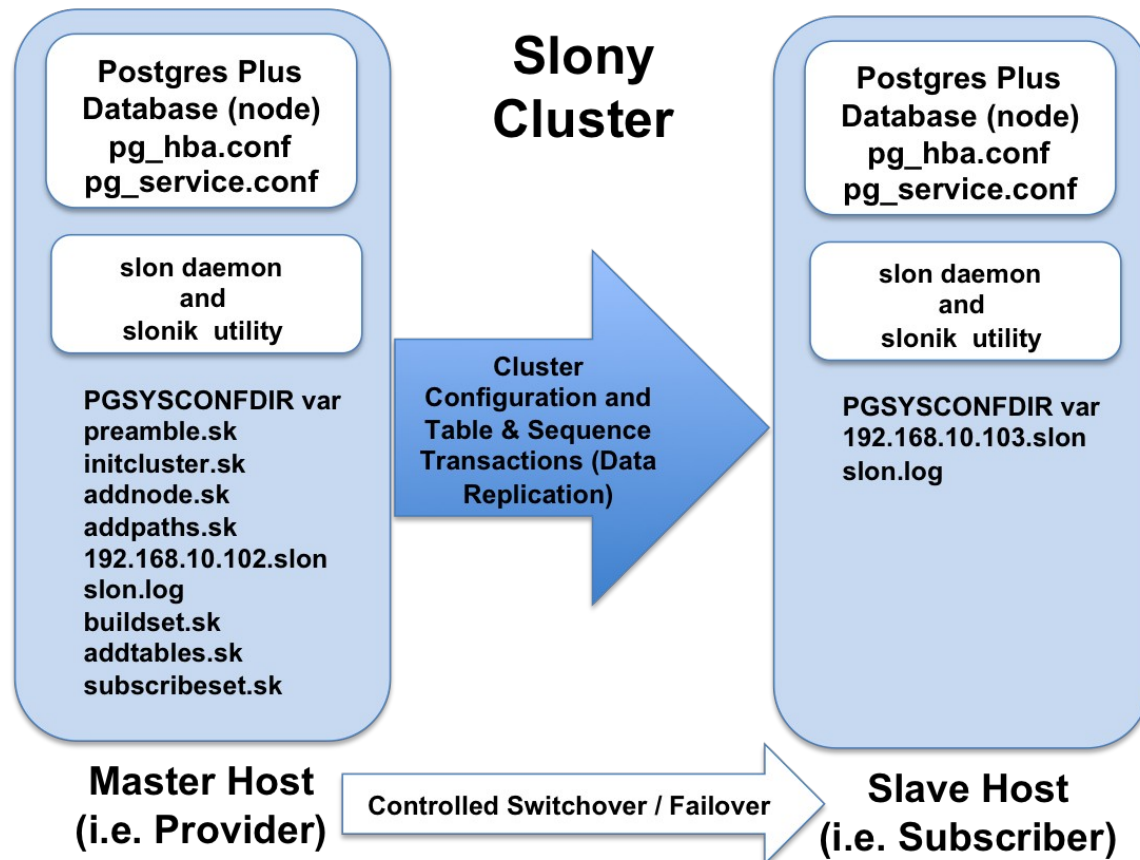 Slony
Cluster
Postgres Plus
Database (node)
pg_hba.conf
pg_service.conf
slon daemon
and
slonik utility
PGSYSCONFDIR var
preamble.sk
initcluster.sk
addnode.sk
addpaths.sk
192.168.10.102.slon
slon.log
buildset.sk
addtables.sk
subscribeset.sk
Master Host
(i.e. Provider)
Cluster
Configuration and
Table & Sequence
Transactions (Data
Replication)
Controlled Switchover / Failover
Postgres Plus
Database (node)
pg_hba.conf
pg_service.conf
slon daemon
and
slonik utility
PGSYSCONFDIR var
192.168.10.103.slon
slon.log
Slave Host
(i.e. Subscriber)